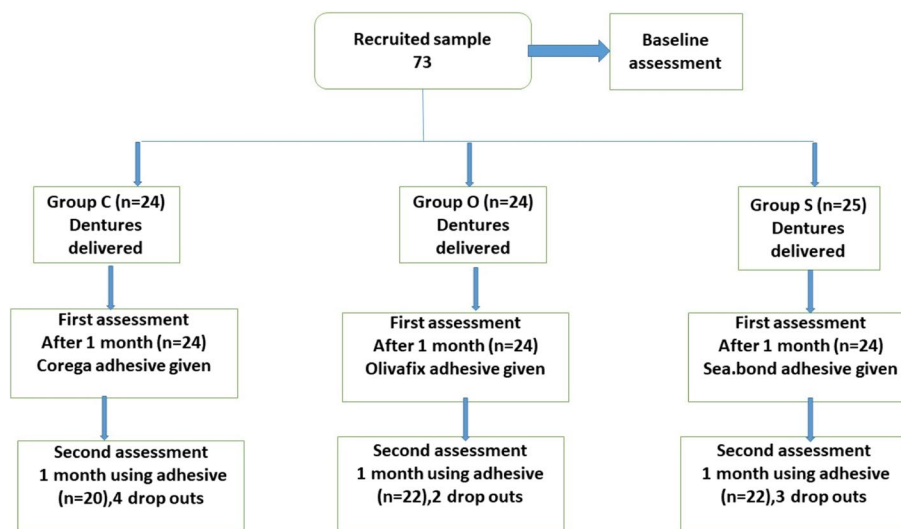 Recruited sample
73
Baseline
assessment
Group C (n=24)
Dentures
delivered
Group O (n=24)
Dentures
delivered
Group S (n=25)
Dentures
delivered
First assessment
After 1 month (n=24)
Corega adhesive given
First assessment
After 1 month (n=24)
Olivafix adhesive given
First assessment
After 1 month (n=24)
Sea.bond adhesive given
Second assessment
1 month using adhesive
(n=20),4 drop outs
Second assessment
1 month using adhesive
(n=22),2 drop outs
Second assessment
1 month using adhesive
(n=22),3 drop outs